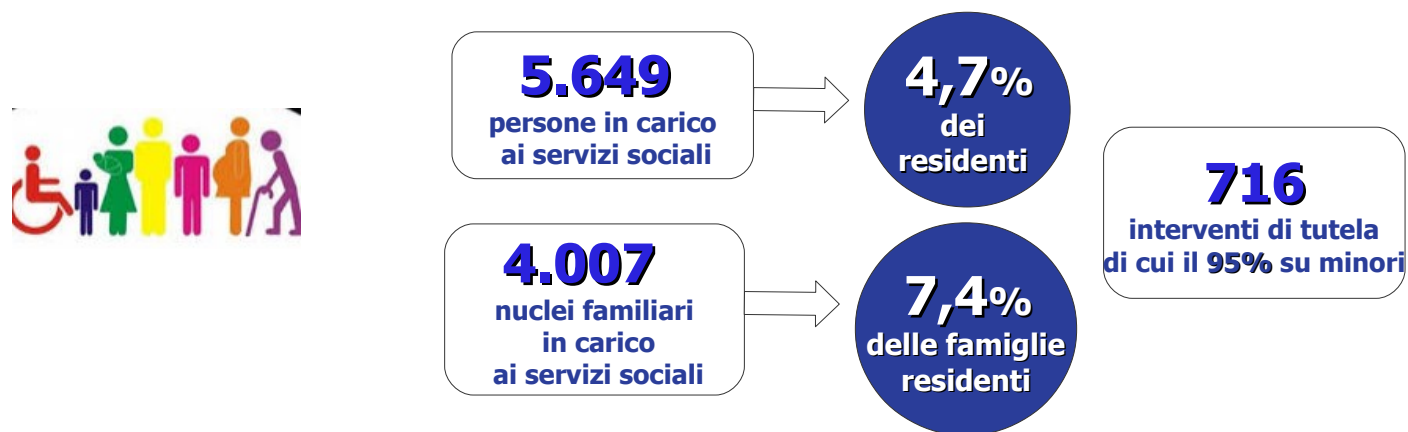 5.649
persone in carico
ai servizi sociali
4,7%
dei
residenti
4.007
nuclei familiari
in carico
ai servizi sociali
7,4%
delle famiglie
residenti
716
interventi di tutela
di cui il 95% su minori